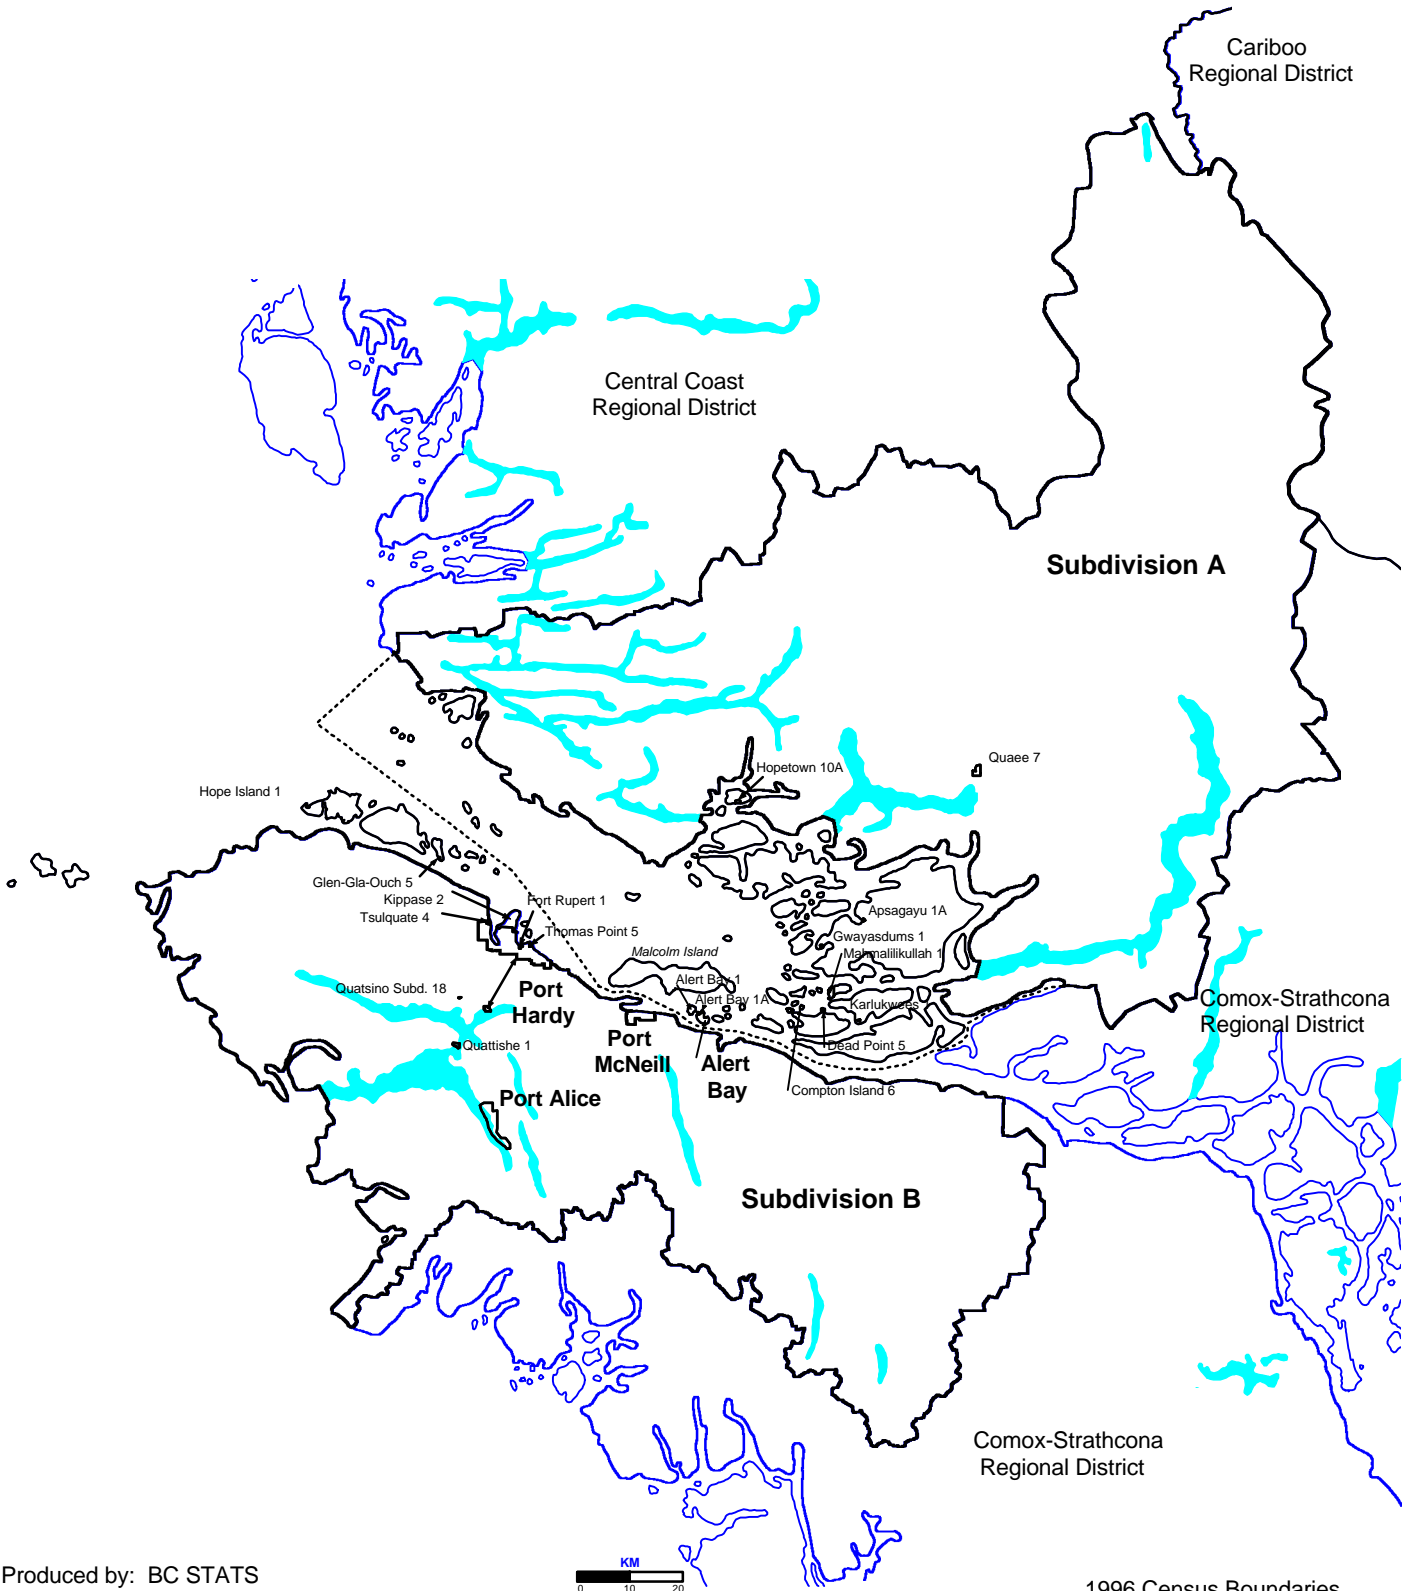 Cariboo
Regional District
Central Coast
Regional District
Subdivision A
Quaee 7
Hopetown 10A
Hope Island 1
Glen-Gla-Ouch 5
Kippase 2
Tsulquate 4
Fort Rupert 1
Thomas Point 5
Apsagayu 1A
Gwayasdums 1
Mahmalilikullah 1
Malcolm Island
Alert Bay 1
Alert Bay 1A
Karlukwees 1
Quatsino Subd. 18
Port
Hardy
Comox-Strathcona
Regional District
Quattishe 1
Port
McNeill
Alert
Bay
Dead Point 5
Compton Island 6
Port Alice
Subdivision B
Comox-Strathcona
Regional District
Produced by: BC STATS
KM
0 10 20
1996 Census Boundaries